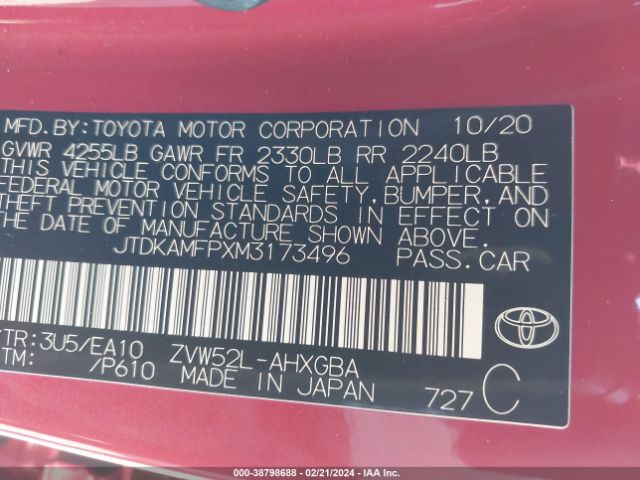 MFD. BY: TOYOTA MOTOR CORPORATION 10/20
GVWR 4255LB GAWR FR 2330LB RR 2240LB
THIS VEHICLE CONFORMS TO ALL APPLICABLE
FEDERAL MOTOR VEHICLE SAFETY, BUMPER, AND
THEFT PREVENTION STANDARDS IN EFFECT ON
THE DATE OF MANUFACTURE SHOWN ABOVE.
JTDKAMFPXM3173496 PASS. CAR
TR: 3U5/EA10 ZVW52L-AHXGBA
TM: /P610 MADE IN JAPAN 727 C
000-38798688 - 02/21/2024 - IAAI.COM